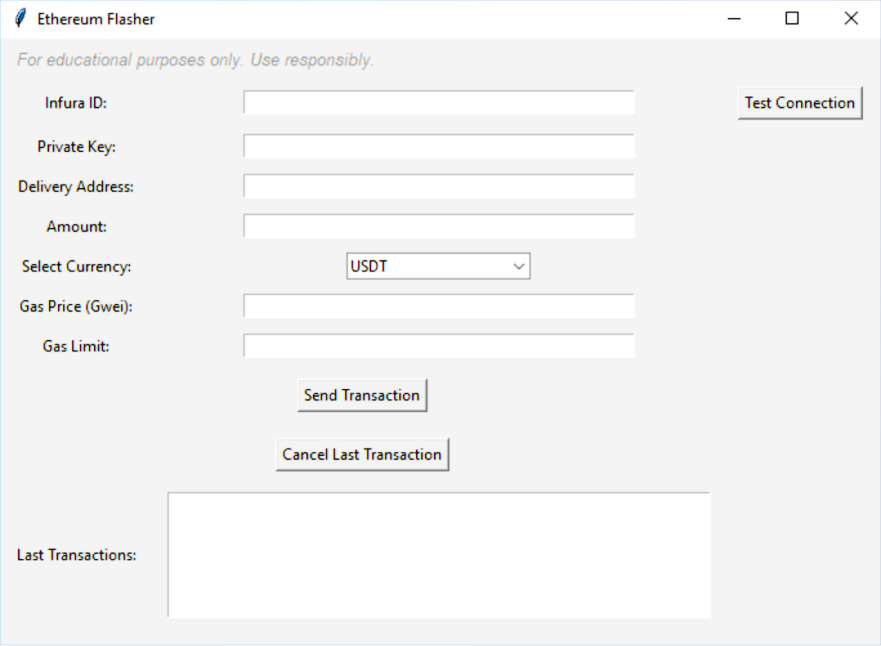 Ethereum Flasher
For educational purposes only. Use responsibly.
Infura ID:
Test Connection
Private Key:
Delivery Address:
Amount:
Select Currency:
USDT
Gas Price (Gwei):
Gas Limit:
Send Transaction
Cancel Last Transaction
Last Transactions: